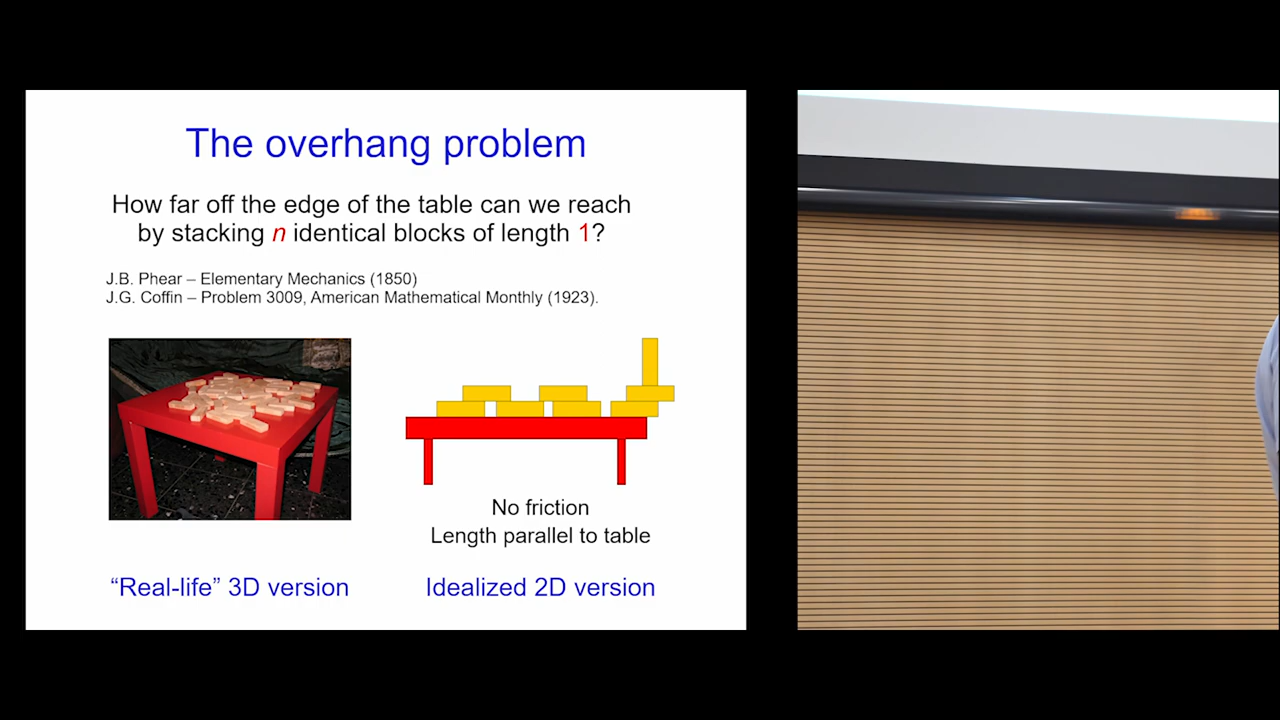 The overhang problem
How far off the edge of the table can we reach
by stacking n identical blocks of length 1?
J.B. Phear – Elementary Mechanics (1850)
J.G. Coffin – Problem 3009, American Mathematical Monthly (1923).
No friction
Length parallel to table
“Real-life” 3D version
Idealized 2D version